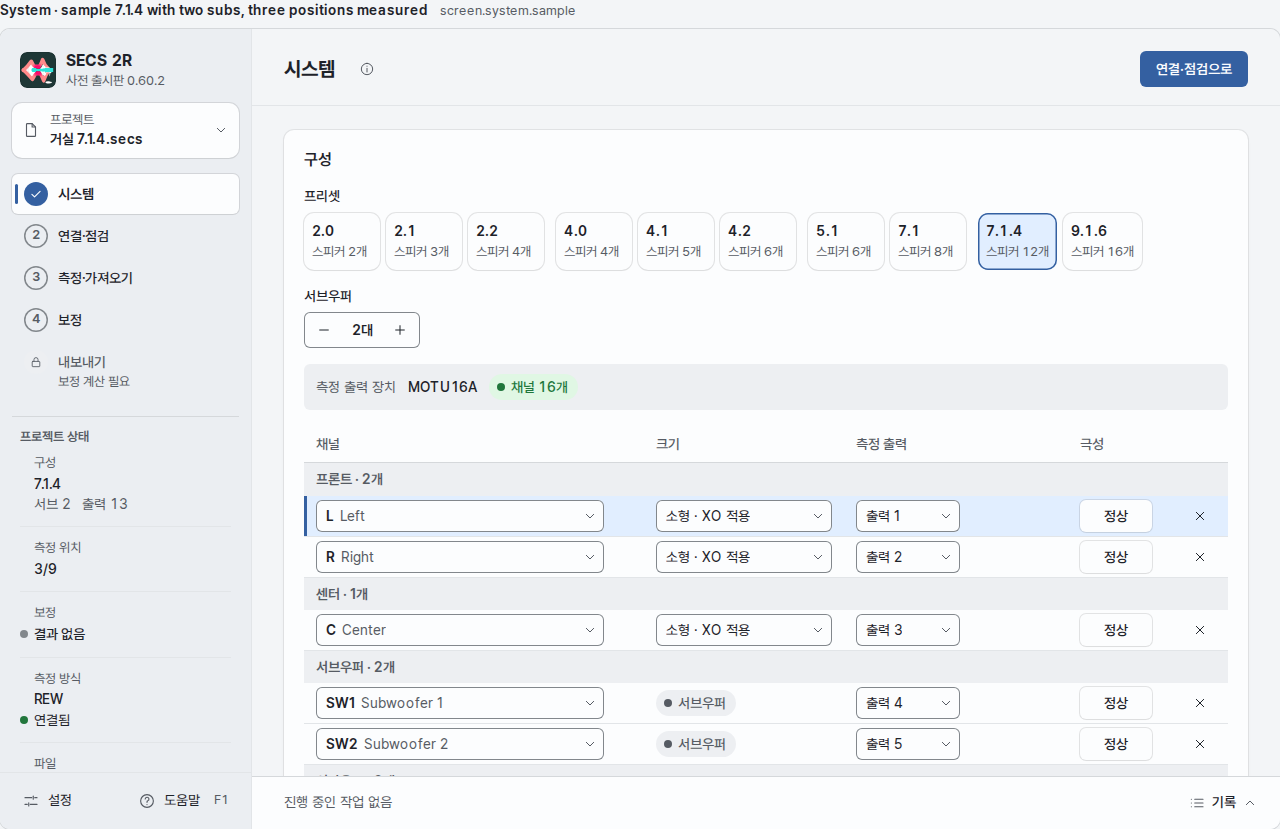 System · sample 7.1.4 with two subs, three positions measured screen.system.sample
SECS 2R
사전 출시판 0.60.2
프로젝트
거실 7.1.4.secs
시스템
2 연결·점검
3 측정·가져오기
4 보정
내보내기
보정 계산 필요
프로젝트 상태
구성
7.1.4
서브 2 출력 13
측정 위치
3/9
보정
결과 없음
측정 방식
REW
연결됨
파일
설정 도움말 F1
시스템
연결·점검으로
구성
프리셋
2.0 2.1 2.2 4.0 4.1 4.2 5.1 7.1 7.1.4 9.1.6
스피커 2개 스피커 3개 스피커 4개 스피커 4개 스피커 5개 스피커 6개 스피커 6개 스피커 8개 스피커 12개 스피커 16개
서브우퍼
2대
측정 출력 장치 MOTU 16A 채널 16개
채널 크기 측정 출력 극성
프론트 · 2개
L Left 소형 · XO 적용 출력 1 정상
R Right 소형 · XO 적용 출력 2 정상
센터 · 1개
C Center 소형 · XO 적용 출력 3 정상
서브우퍼 · 2개
SW1 Subwoofer 1 서브우퍼 출력 4 정상
SW2 Subwoofer 2 서브우퍼 출력 5 정상
진행 중인 작업 없음 기록